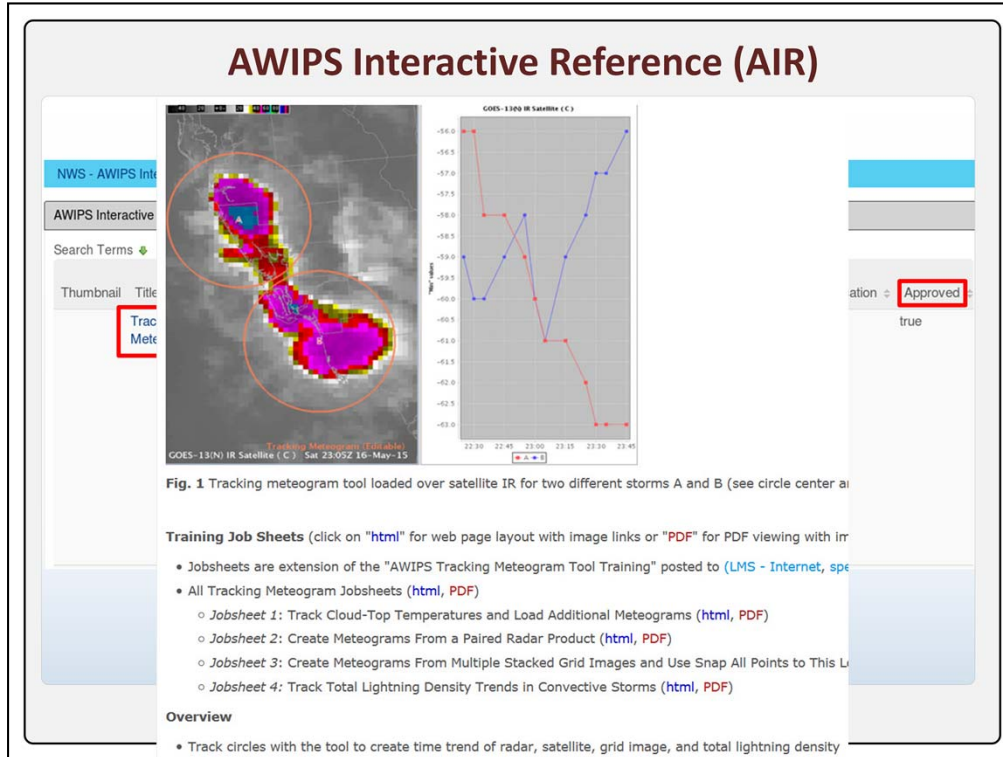 AWIPS Interactive Reference (AIR)
NWS - AWIPS Inte
AWIPS Interactive
Search Terms
Thumbnail Title
Trac
Mete
ation Approved
true
A
B
Tracking Meteogram (Editable)
GOES-13(N) IR Satellite ( C ) Sat 23:05Z 16-May-15
GOES-13(N) IR Satellite ( C )
-56.0
-56.5
-57.0
-57.5
-58.0
-58.5
-59.0
-59.5
-60.0
-60.5
-61.0
-61.5
-62.0
-62.5
-63.0
22:30 22:45 23:00 23:15 23:30 23:45
A B
Fig. 1 Tracking meteogram tool loaded over satellite IR for two different storms A and B (see circle center a
Training Job Sheets (click on "html" for web page layout with image links or "PDF" for PDF viewing with im
• Jobsheets are extension of the "AWIPS Tracking Meteogram Tool Training" posted to (LMS - Internet, spe
• All Tracking Meteogram Jobsheets (html, PDF)
○ Jobsheet 1: Track Cloud-Top Temperatures and Load Additional Meteograms (html, PDF)
○ Jobsheet 2: Create Meteograms From a Paired Radar Product (html, PDF)
○ Jobsheet 3: Create Meteograms From Multiple Stacked Grid Images and Use Snap All Points to This L
○ Jobsheet 4: Track Total Lightning Density Trends in Convective Storms (html, PDF)
Overview
• Track circles with the tool to create time trend of radar, satellite, grid image, and total lightning density